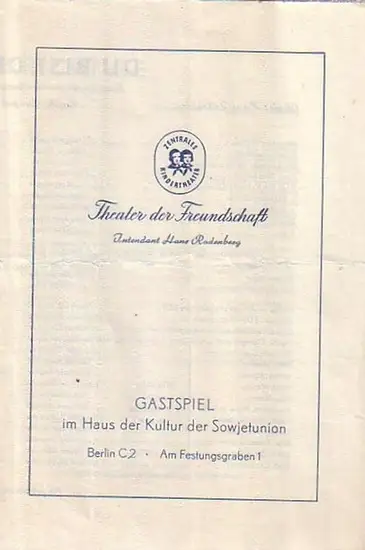 ZENTRALES
KINDERTHEATER
Theater der Freundschaft
Intendant Hans Rodenberg
GASTSPIEL
im Haus der Kultur der Sowjetunion
Berlin C2 · Am Festungsgraben 1